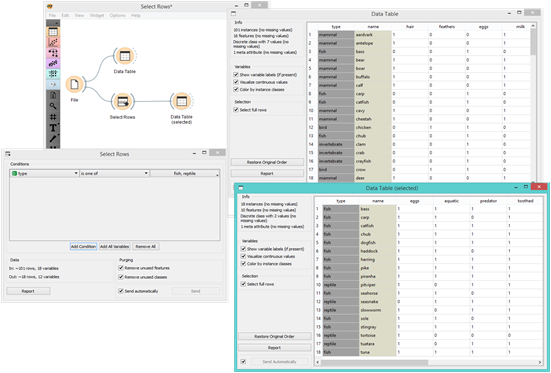 Select Rows*
File Edit View Widget Options Help
File
Data Table
Select Rows
Data Table
(selected)
Data Table
Info
101 instances (no missing values)
16 features (no missing values)
Discrete class with 7 values (no missing values)
1 meta attribute (no missing values)
Variables
Show variable labels (if present)
Visualize continuous values
Color by instance classes
Selection
Select full rows
Restore Original Order
Report
type name hair feathers eggs milk
1 mammal aardvark 1 0 0 1
2 mammal antelope 1 0 0 1
3 fish bass 0 0 1 0
4 mammal bear 1 0 0 1
5 mammal boar 1 0 0 1
6 mammal buffalo 1 0 0 1
7 mammal calf 1 0 0 1
8 fish carp 0 0 1 0
9 fish catfish 0 0 1 0
10 mammal cavy 1 0 0 1
11 mammal cheetah 1 0 0 1
12 bird chicken 0 1 1 0
13 fish chub 0 0 1 0
14 invertebrate clam 0 0 1 0
15 invertebrate crab 0 0 1 0
16 invertebrate crayfish 0 0 1 0
17 bird crow 0 1 1 0
18 mammal deer 1 0 0 1
Select Rows
Conditions
type is one of fish, reptile
Add Condition Add All Variables Remove All
Data
In: ~101 rows, 18 variables
Out: ~18 rows, 12 variables
Purging
Remove unused features
Remove unused classes
Report
Send automatically Send
Data Table (selected)
Info
18 instances (no missing values)
10 features (no missing values)
Discrete class with 2 values (no missing values)
1 meta attribute (no missing values)
Variables
Show variable labels (if present)
Visualize continuous values
Color by instance classes
Selection
Select full rows
Restore Original Order
Report
Send Automatically
type name eggs aquatic predator toothed
1 fish bass 1 1 1 1
2 fish carp 1 1 0 1
3 fish catfish 1 1 1 1
4 fish chub 1 1 1 1
5 fish dogfish 1 1 1 1
6 fish haddock 1 1 0 1
7 fish herring 1 1 1 1
8 fish pike 1 1 1 1
9 fish piranha 1 1 1 1
10 reptile pitviper 1 0 1 1
11 fish seahorse 1 1 0 1
12 reptile seasnake 0 1 1 1
13 reptile slowworm 1 0 1 1
14 fish sole 1 1 0 1
15 fish stingray 1 1 1 1
16 reptile tortoise 1 0 0 0
17 reptile tuatara 1 0 1 1
18 fish tuna 1 1 1 1